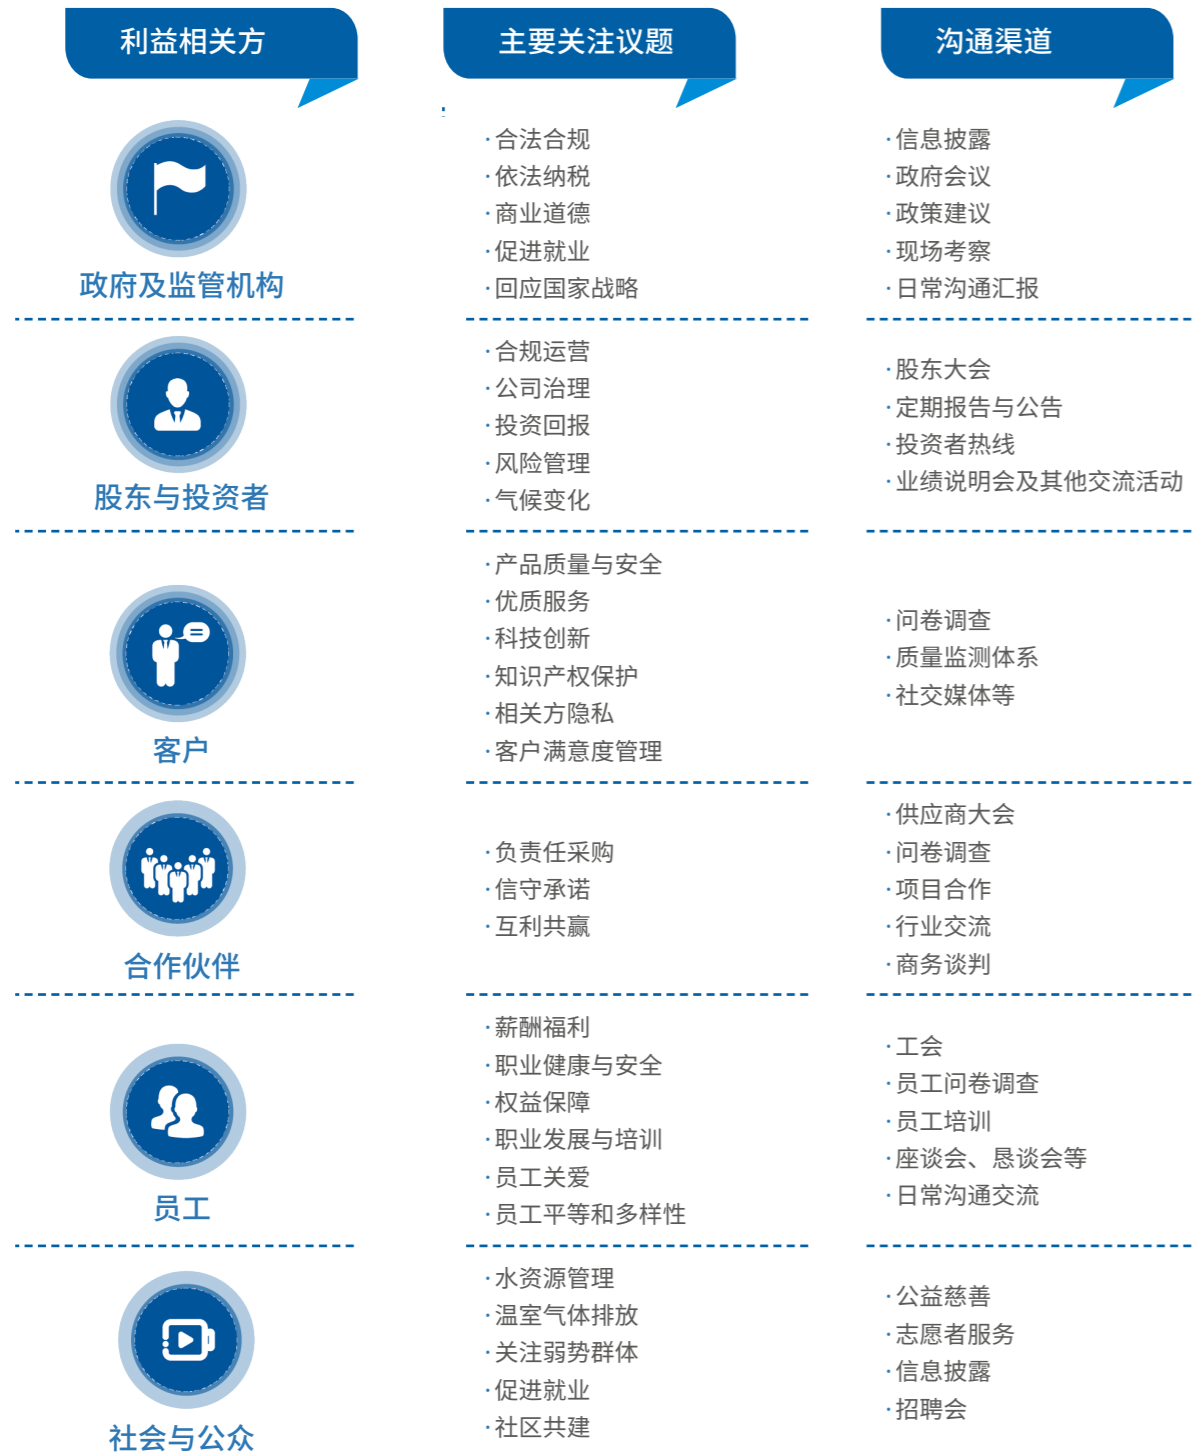 利益相关方
主要关注议题
沟通渠道
政府及监管机构
·合法合规
·依法纳税
·商业道德
·促进就业
·回应国家战略
·信息披露
·政府会议
·政策建议
·现场考察
·日常沟通汇报
股东与投资者
·合规运营
·公司治理
·投资回报
·风险管理
·气候变化
·股东大会
·定期报告与公告
·投资者热线
·业绩说明会及其他交流活动
客户
·产品质量与安全
·优质服务
·科技创新
·知识产权保护
·相关方隐私
·客户满意度管理
·问卷调查
·质量监测体系
·社交媒体等
合作伙伴
·负责任采购
·信守承诺
·互利共赢
·供应商大会
·问卷调查
·项目合作
·行业交流
·商务谈判
员工
·薪酬福利
·职业健康与安全
·权益保障
·职业发展与培训
·员工关爱
·员工平等和多样性
·工会
·员工问卷调查
·员工培训
·座谈会、恳谈会等
·日常沟通交流
社会与公众
·水资源管理
·温室气体排放
·关注弱势群体
·促进就业
·社区共建
·公益慈善
·志愿者服务
·信息披露
·招聘会